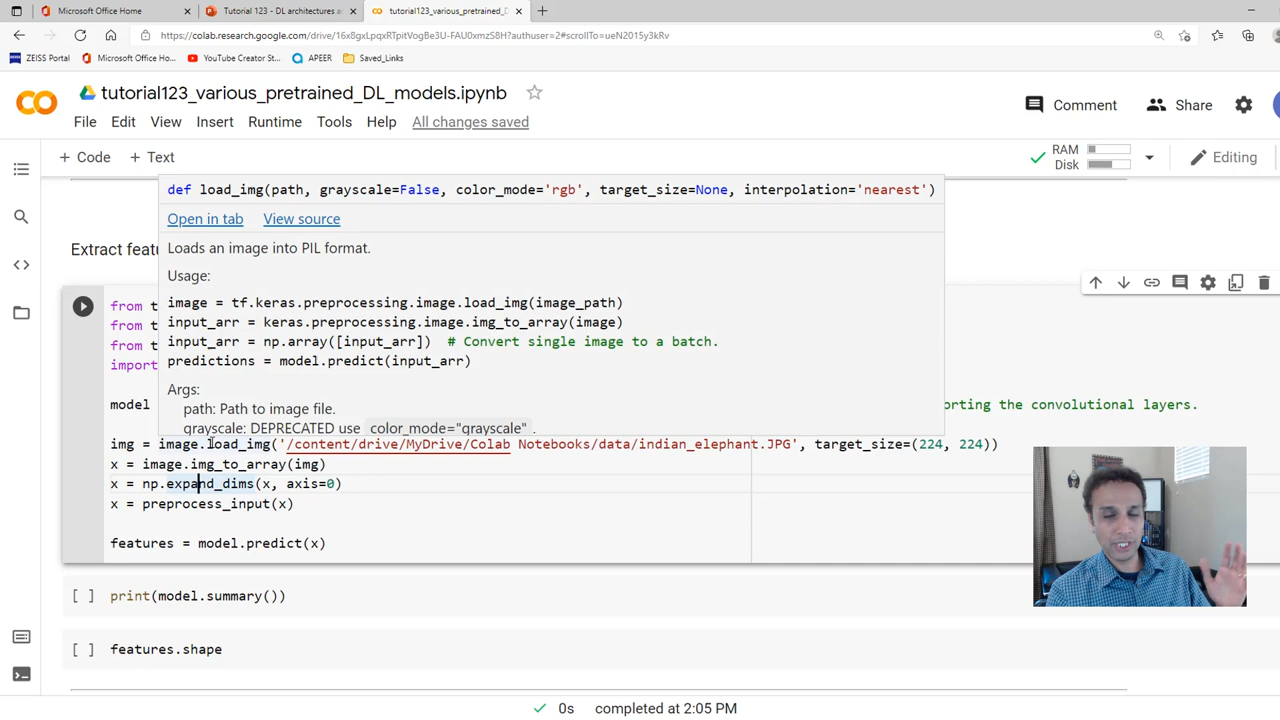 Microsoft Office Home
Tutorial 123 - DL architectures a
tutorial123_various_pretrained_D
https://colab.research.google.com/drive/16x8gxLpqxRTpitVogBe3U-FAU0xmzS8H?authuser=2#scrollTo=ueN2015y3kRv
ZEISS Portal
Microsoft Office Ho...
YouTube Creator St...
APEER
Saved_Links
tutorial123_various_pretrained_DL_models.ipynb
Comment
Share
File Edit View Insert Runtime Tools Help All changes saved
+ Code + Text
RAM
Disk
Editing
def load_img(path, grayscale=False, color_mode='rgb', target_size=None, interpolation='nearest')
Open in tab View source
Extract featu
Loads an image into PIL format.
Usage:
image = tf.keras.preprocessing.image.load_img(image_path)
input_arr = keras.preprocessing.image.img_to_array(image)
input_arr = np.array([input_arr])  # Convert single image to a batch.
predictions = model.predict(input_arr)
Args:
path: Path to image file.
grayscale: DEPRECATED use color_mode="grayscale" .
from t
from t
from t
import
model
orting the convolutional layers.
img = image.load_img('/content/drive/MyDrive/Colab Notebooks/data/indian_elephant.JPG', target_size=(224, 224))
x = image.img_to_array(img)
x = np.expand_dims(x, axis=0)
x = preprocess_input(x)
features = model.predict(x)
[ ] print(model.summary())
[ ] features.shape
0s completed at 2:05 PM